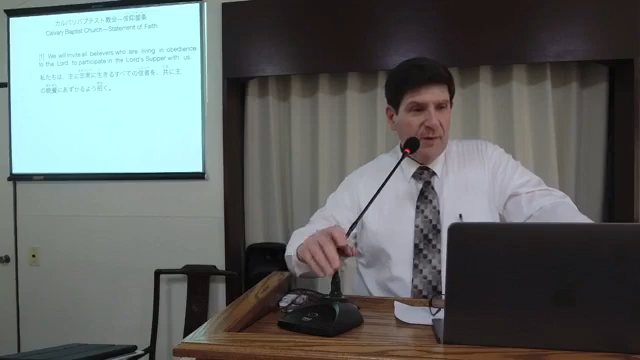 カルバリバプテスト教会ー信仰箇条
Calvary Baptist Church—Statement of Faith
[7] We will invite all believers who are living in obedience
to the Lord to participate in the Lord's Supper with us.
私たちは、主に忠実に生きるすべての信者を、共に主
の晩餐にあずかるよう招く。